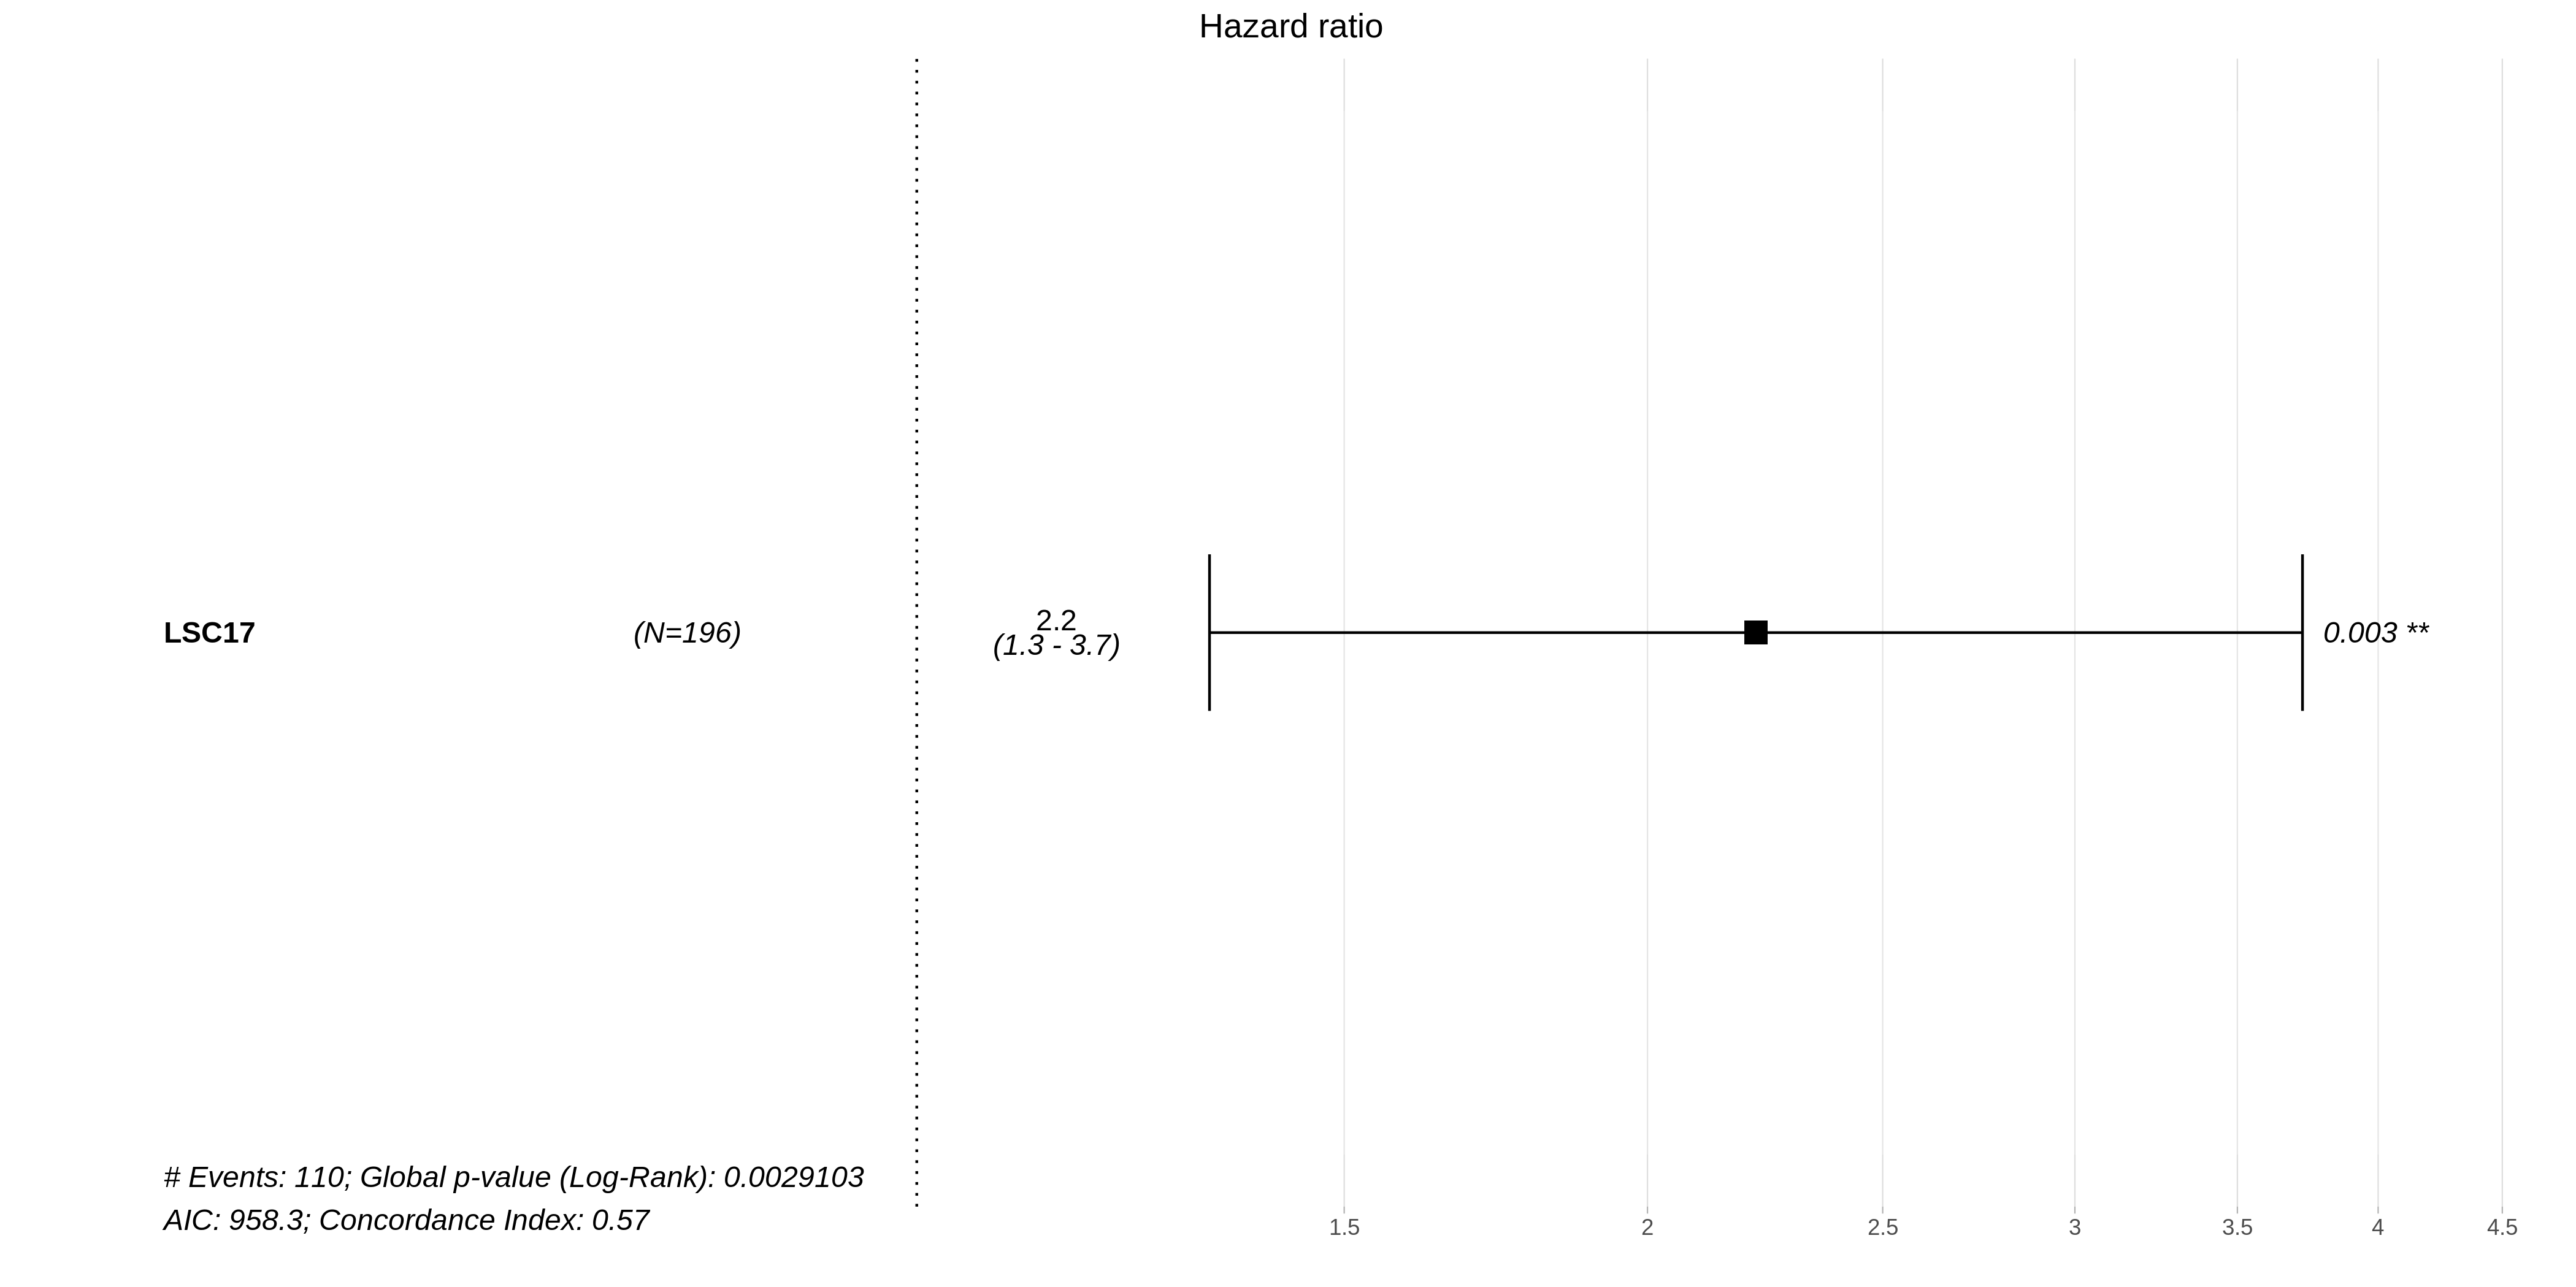 Hazard ratio
LSC17 (N=196) 2.2 0.003 **
(1.3 - 3.7)
# Events: 110; Global p-value (Log-Rank): 0.0029103
AIC: 958.3; Concordance Index: 0.57
1.5 2 2.5 3 3.5 4 4.5